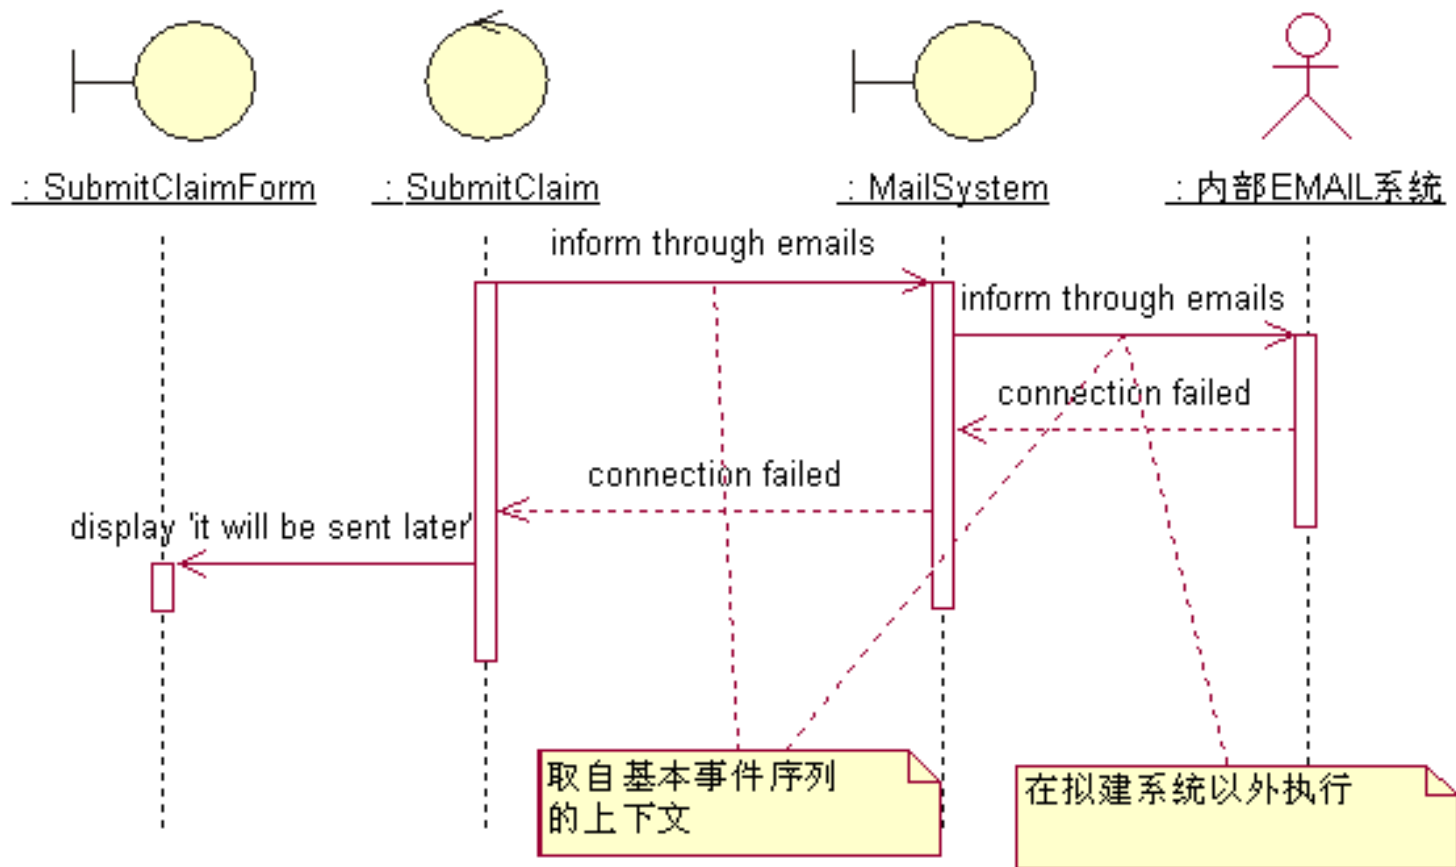 : SubmitClaimForm
: SubmitClaim
: MailSystem
: 内部EMAIL系统
inform through emails
inform through emails
connection failed
connection failed
display 'it will be sent later'
取自基本事件序列
的上下文
在拟建系统以外执行